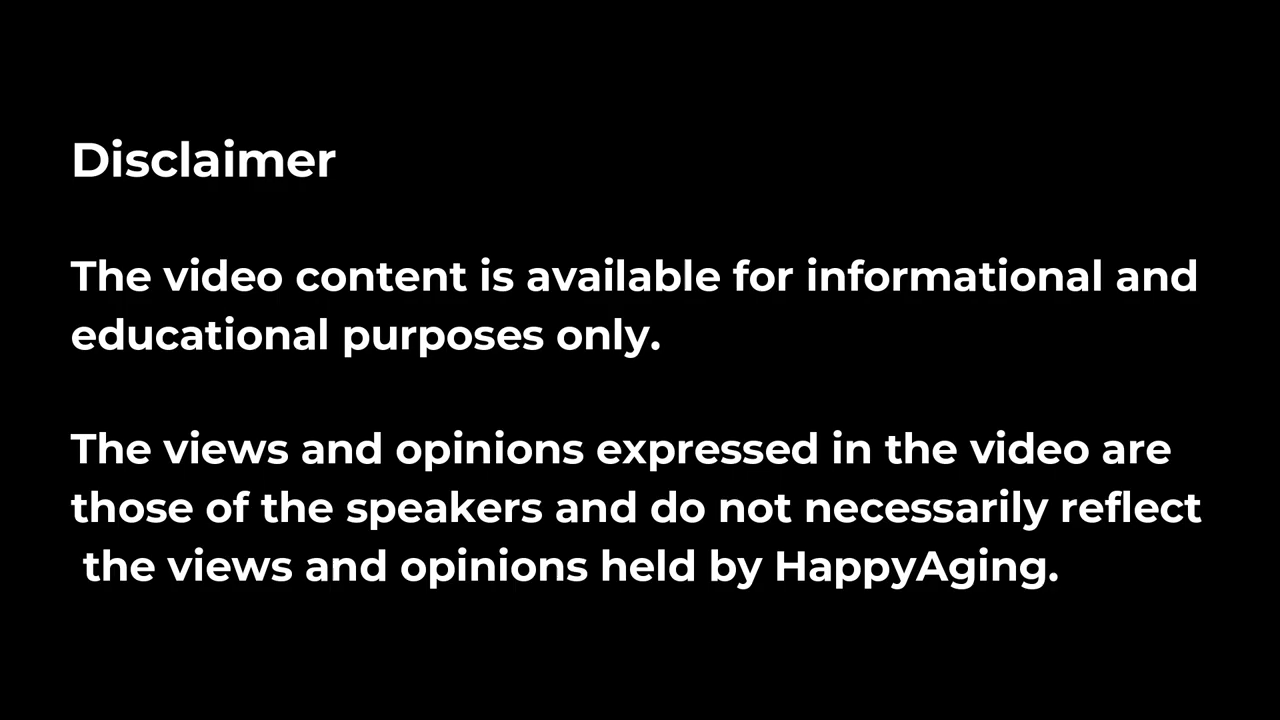 Disclaimer
The video content is available for informational and
educational purposes only.
The views and opinions expressed in the video are
those of the speakers and do not necessarily reflect
the views and opinions held by HappyAging.